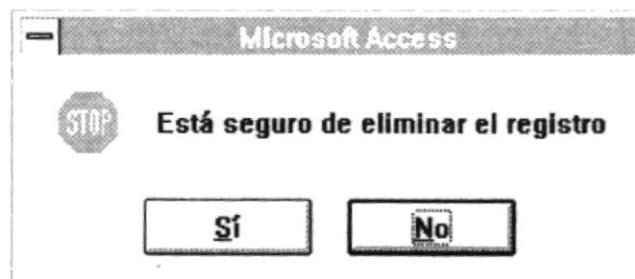 Microsoft Access
STOP
Está seguro de eliminar el registro
Sí
No